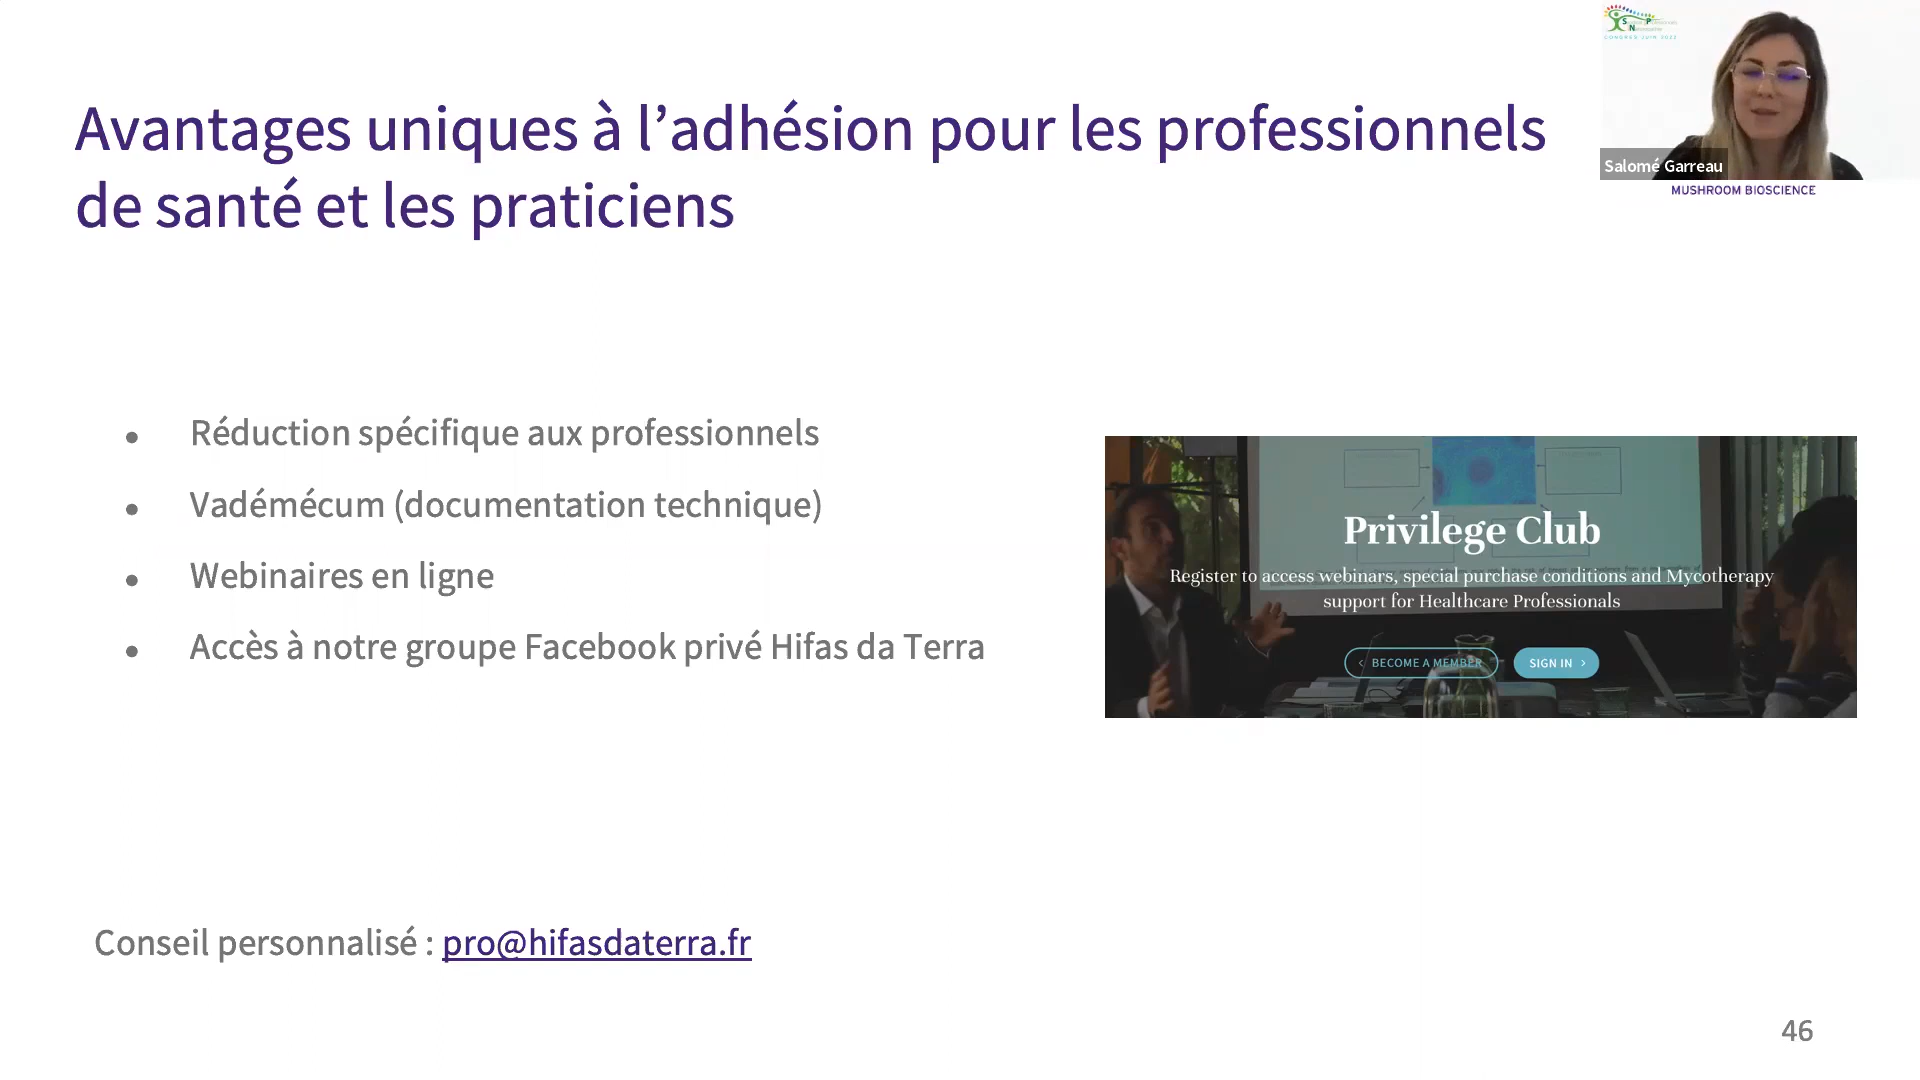 CONGRES JUIN 2022
Salomé Garreau
MUSHROOM BIOSCIENCE
Avantages uniques à l’adhésion pour les professionnels
de santé et les praticiens
● Réduction spécifique aux professionnels
● Vadémécum (documentation technique)
● Webinaires en ligne
● Accès à notre groupe Facebook privé Hifas da Terra
Privilege Club
Register to access webinars, special purchase conditions and Mycotherapy
support for Healthcare Professionals
‹ BECOME A MEMBER
SIGN IN ›
Conseil personnalisé : pro@hifasdaterra.fr
46